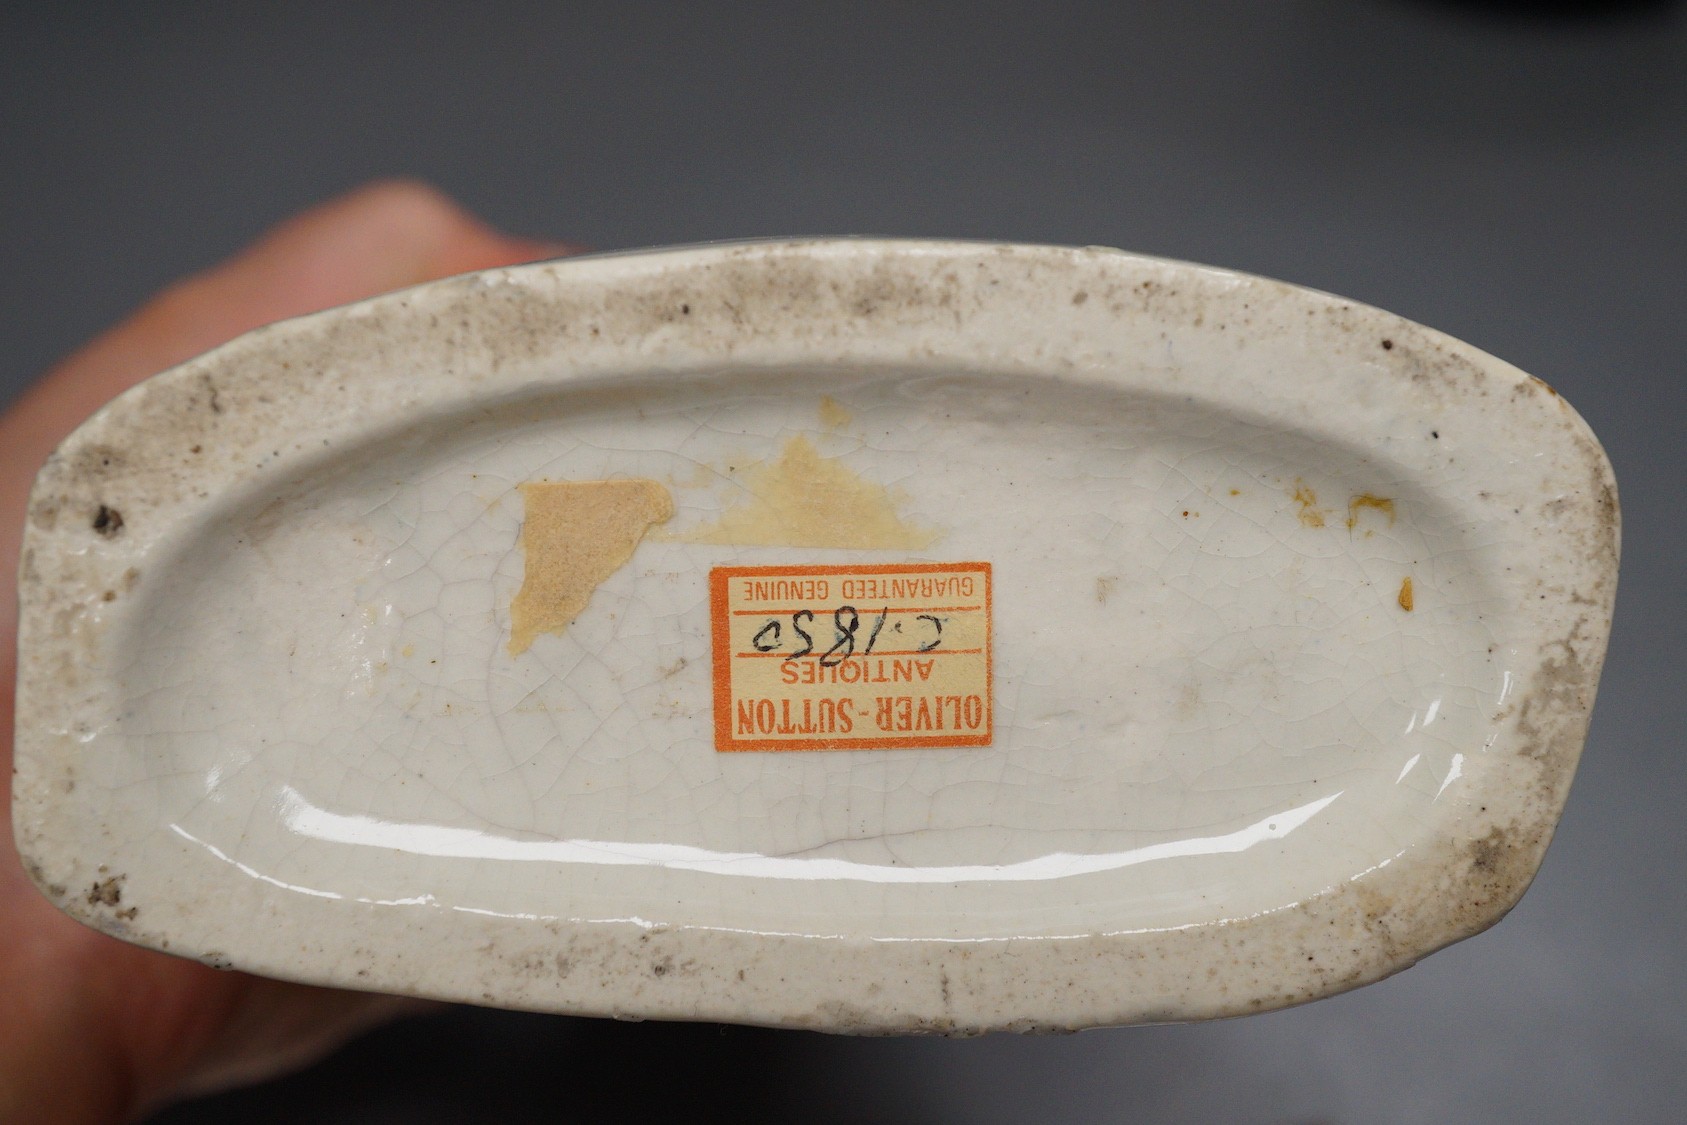 OLIVER-SUTTON
ANTIQUES
C.1850
GUARANTEED GENUINE